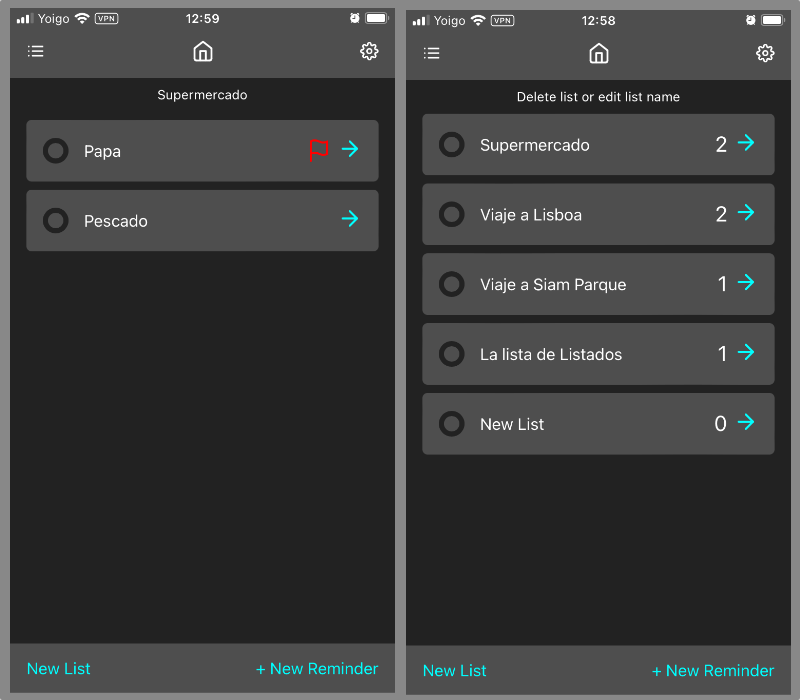 Yoigo VPN 12:59
Supermercado
Papa
Pescado
New List + New Reminder
Yoigo VPN 12:58
Delete list or edit list name
Supermercado 2
Viaje a Lisboa 2
Viaje a Siam Parque 1
La lista de Listados 1
New List 0
New List + New Reminder